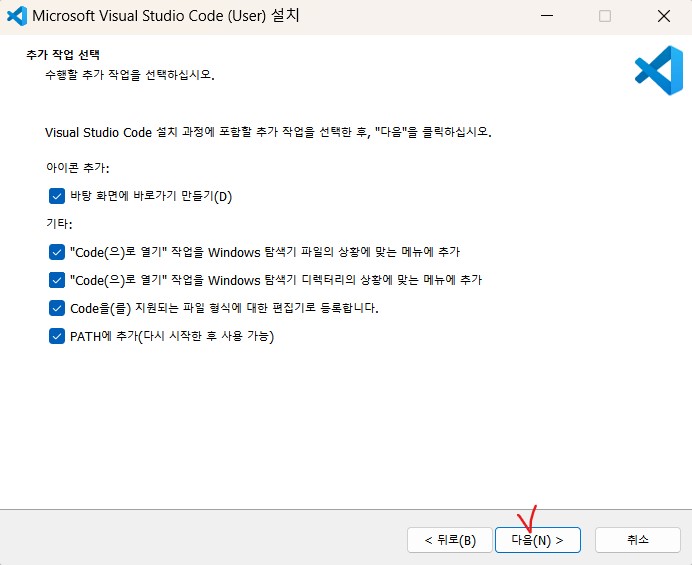 Microsoft Visual Studio Code (User) 설치
추가 작업 선택
수행할 추가 작업을 선택하십시오.
Visual Studio Code 설치 과정에 포함할 추가 작업을 선택한 후, "다음"을 클릭하십시오.
아이콘 추가:
바탕 화면에 바로가기 만들기(D)
기타:
"Code(으)로 열기" 작업을 Windows 탐색기 파일의 상황에 맞는 메뉴에 추가
"Code(으)로 열기" 작업을 Windows 탐색기 디렉터리의 상황에 맞는 메뉴에 추가
Code을(를) 지원되는 파일 형식에 대한 편집기로 등록합니다.
PATH에 추가(다시 시작한 후 사용 가능)
< 뒤로(B) 다음(N) > 취소